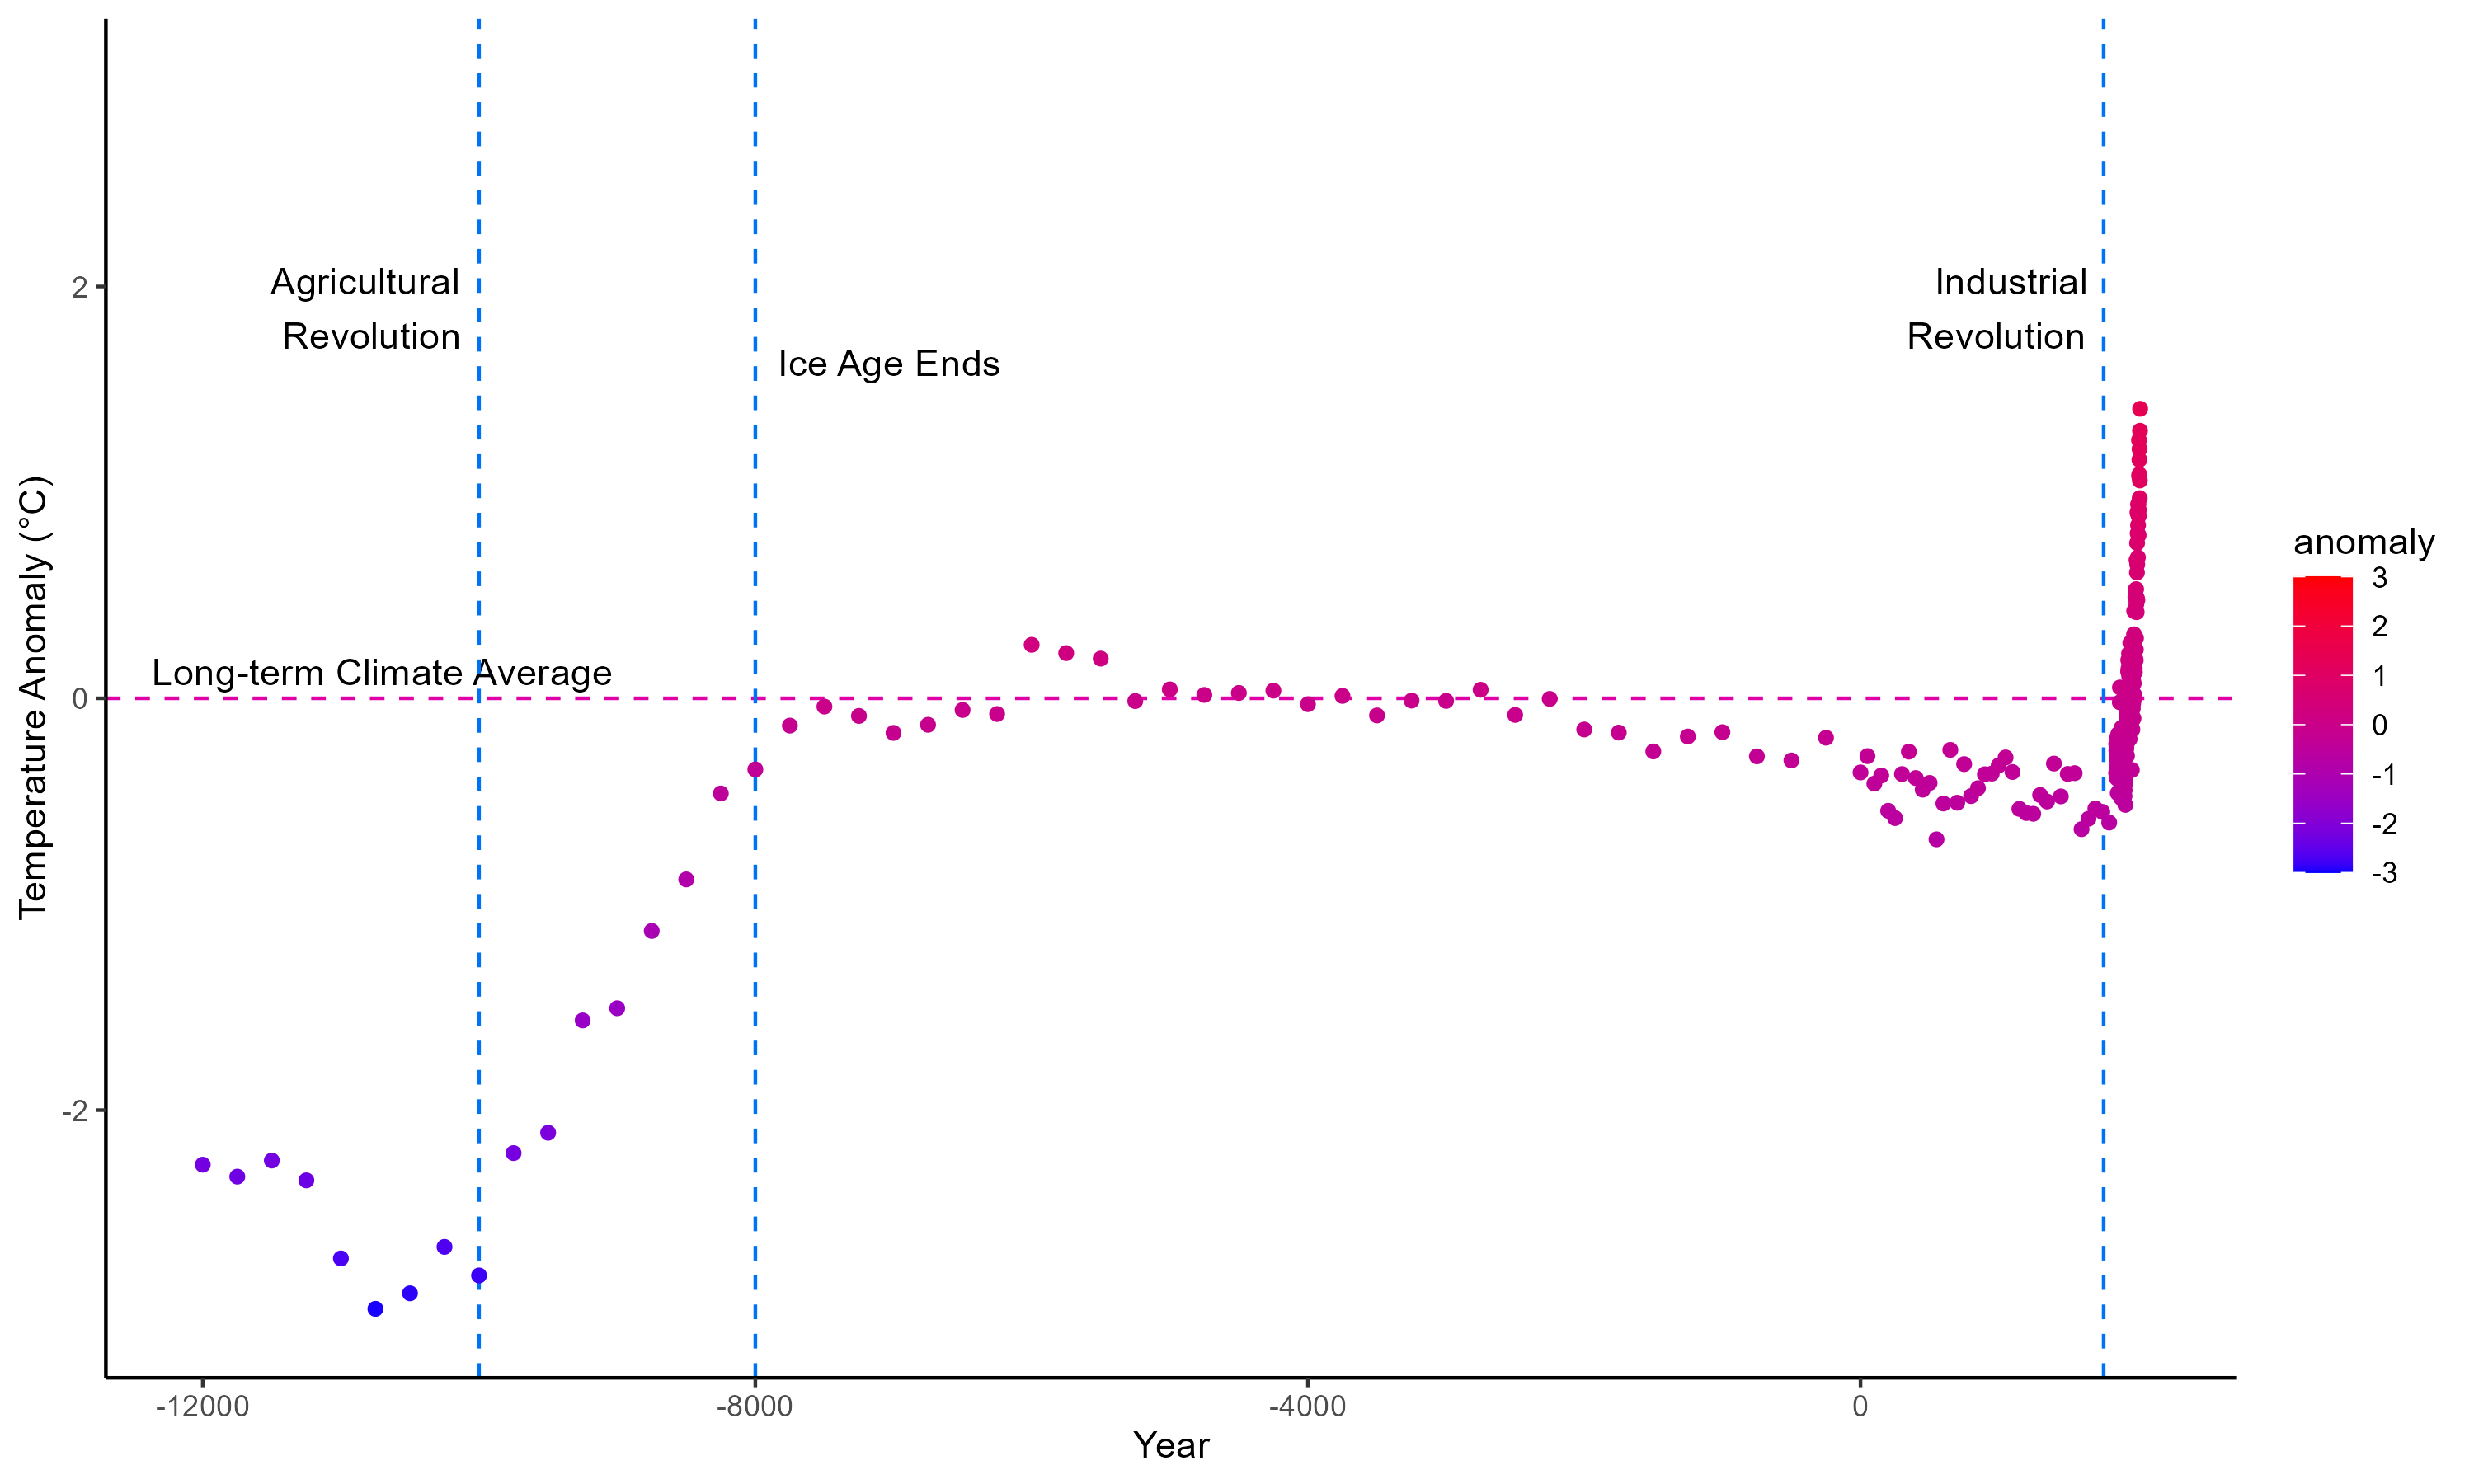 Agricultural
Revolution
Ice Age Ends
Industrial
Revolution
Long-term Climate Average
Temperature Anomaly (°C)
2
0
-2
-12000
-8000
-4000
0
Year
anomaly
3
2
1
0
-1
-2
-3